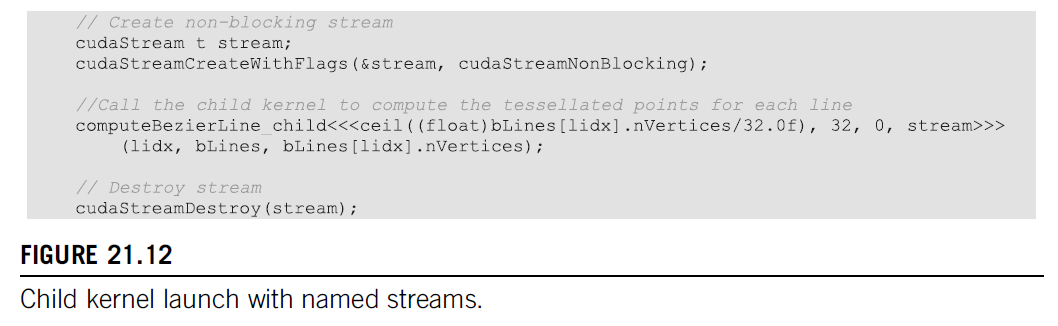 // Create non-blocking stream
cudaStream_t stream;
cudaStreamCreateWithFlags(&stream, cudaStreamNonBlocking);
//Call the child kernel to compute the tessellated points for each line
computeBezierLine_child<<<ceil((float)bLines[lidx].nVertices/32.0f), 32, 0, stream>>>
(lidx, bLines, bLines[lidx].nVertices);
// Destroy stream
cudaStreamDestroy(stream);
FIGURE 21.12
Child kernel launch with named streams.